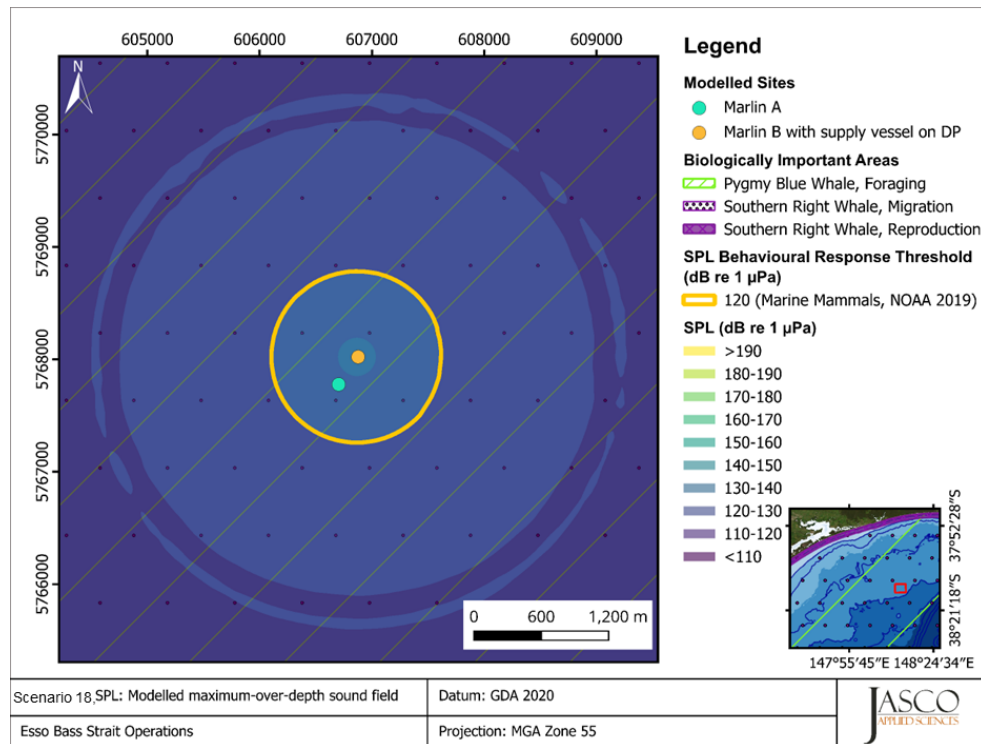 605000 606000 607000 608000 609000
5770000
5769000
5768000
5767000
5766000
N
0 600 1,200 m
Legend
Modelled Sites
Marlin A
Marlin B with supply vessel on DP
Biologically Important Areas
Pygmy Blue Whale, Foraging
Southern Right Whale, Migration
Southern Right Whale, Reproduction
SPL Behavioural Response Threshold
(dB re 1 µPa)
120 (Marine Mammals, NOAA 2019)
SPL (dB re 1 µPa)
>190
180-190
170-180
160-170
150-160
140-150
130-140
120-130
110-120
<110
37°52'28"S
38°21'18"S
147°55'45"E 148°24'34"E
Scenario 18,SPL: Modelled maximum-over-depth sound field
Datum: GDA 2020
Esso Bass Strait Operations
Projection: MGA Zone 55
JASCO
APPLIED SCIENCES